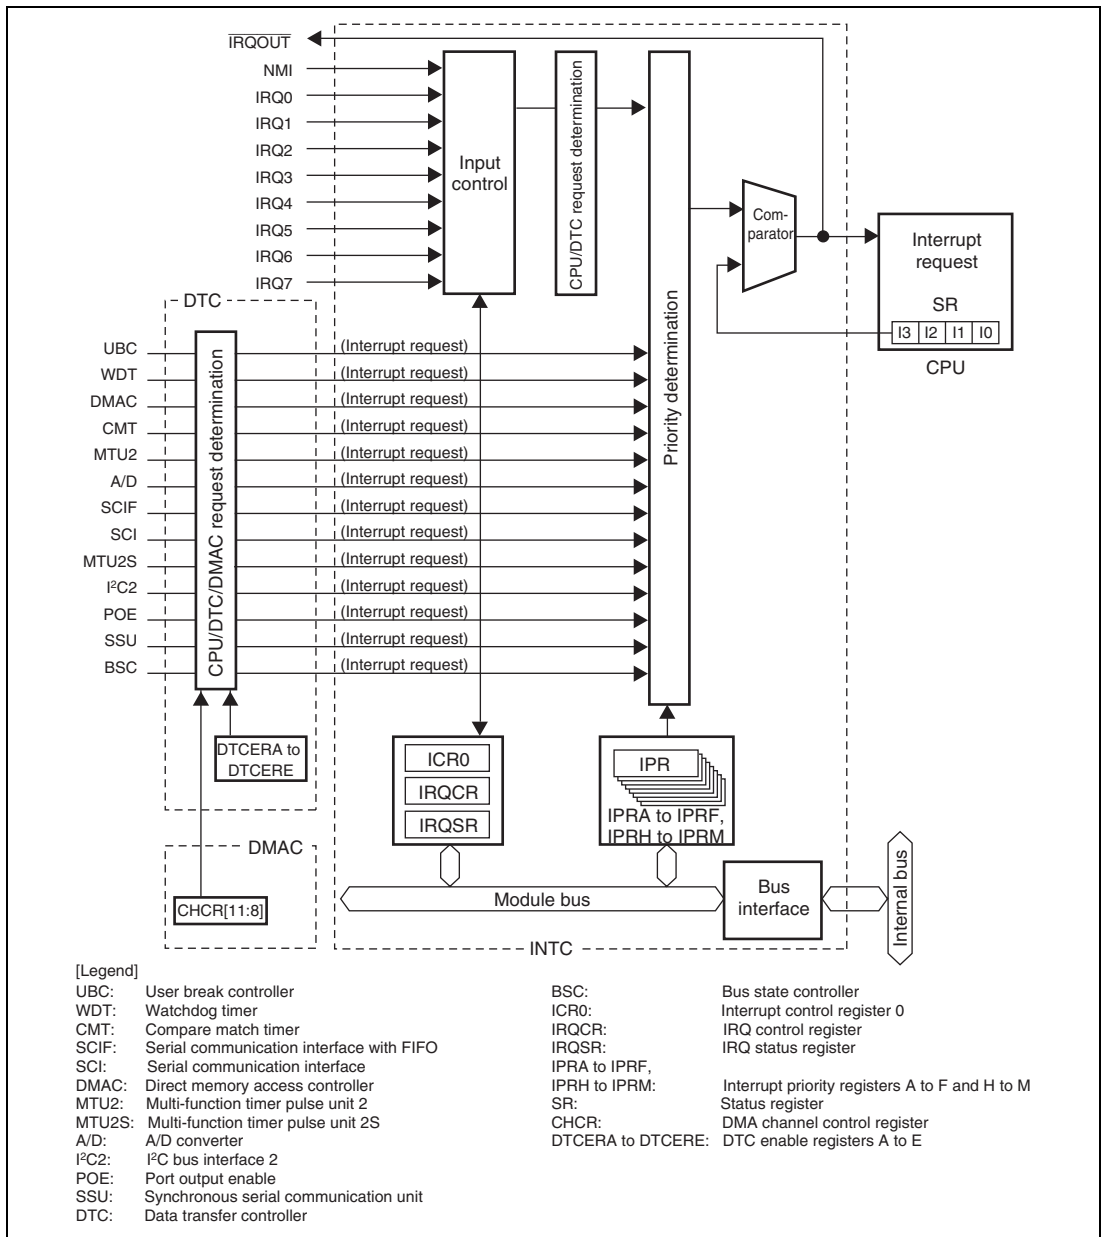 IRQOUT
NMI
IRQ0
IRQ1
IRQ2
IRQ3
IRQ4
IRQ5
IRQ6
IRQ7
Input
control
CPU/DTC request determination
Priority determination
Com-
parator
Interrupt
request
SR
I3 I2 I1 I0
CPU
DTC
UBC
WDT
DMAC
CMT
MTU2
A/D
SCIF
SCI
MTU2S
I²C2
POE
SSU
BSC
CPU/DTC/DMAC request determination
(Interrupt request)
(Interrupt request)
(Interrupt request)
(Interrupt request)
(Interrupt request)
(Interrupt request)
(Interrupt request)
(Interrupt request)
(Interrupt request)
(Interrupt request)
(Interrupt request)
(Interrupt request)
(Interrupt request)
DTCERA to
DTCERE
ICR0
IRQCR
IRQSR
IPR
IPRA to IPRF,
IPRH to IPRM
DMAC
CHCR[11:8]
Module bus
Bus
interface
Internal bus
INTC
[Legend]
UBC: User break controller
WDT: Watchdog timer
CMT: Compare match timer
SCIF: Serial communication interface with FIFO
SCI: Serial communication interface
DMAC: Direct memory access controller
MTU2: Multi-function timer pulse unit 2
MTU2S: Multi-function timer pulse unit 2S
A/D: A/D converter
I²C2: I²C bus interface 2
POE: Port output enable
SSU: Synchronous serial communication unit
DTC: Data transfer controller
BSC: Bus state controller
ICR0: Interrupt control register 0
IRQCR: IRQ control register
IRQSR: IRQ status register
IPRA to IPRF,
IPRH to IPRM: Interrupt priority registers A to F and H to M
SR: Status register
CHCR: DMA channel control register
DTCERA to DTCERE: DTC enable registers A to E